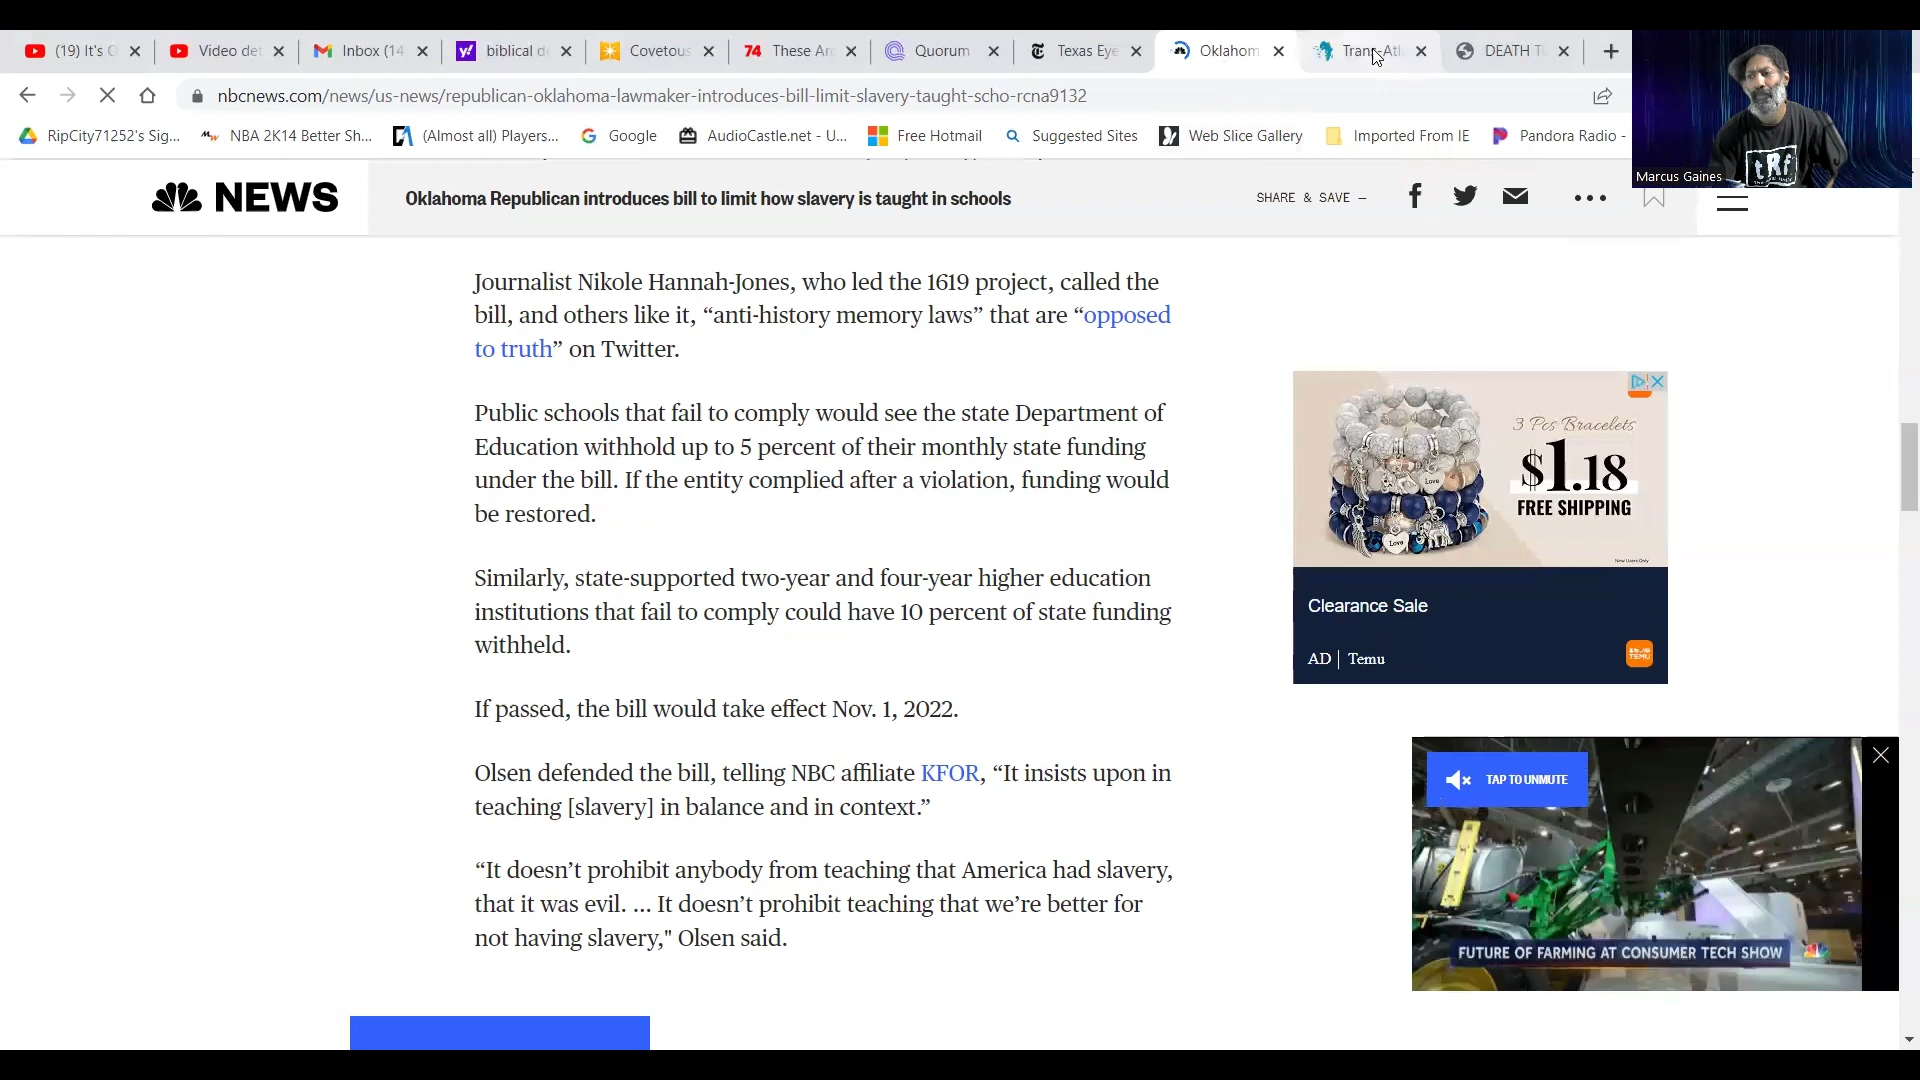 (19) It's G
Video det
Inbox (14
biblical de
Covetous
74 These Ar
Quorum
Texas Eye
Oklahom
Trans-Atl
DEATH T
nbcnews.com/news/us-news/republican-oklahoma-lawmaker-introduces-bill-limit-slavery-taught-scho-rcna9132
RipCity71252's Sig...
NBA 2K14 Better Sh...
(Almost all) Players...
Google
AudioCastle.net - U...
Free Hotmail
Suggested Sites
Web Slice Gallery
Imported From IE
Pandora Radio -
tRf
Marcus Gaines
NEWS
Oklahoma Republican introduces bill to limit how slavery is taught in schools
SHARE & SAVE —
Journalist Nikole Hannah-Jones, who led the 1619 project, called the
bill, and others like it, “anti-history memory laws” that are “opposed
to truth” on Twitter.
Public schools that fail to comply would see the state Department of
Education withhold up to 5 percent of their monthly state funding
under the bill. If the entity complied after a violation, funding would
be restored.
Similarly, state-supported two-year and four-year higher education
institutions that fail to comply could have 10 percent of state funding
withheld.
If passed, the bill would take effect Nov. 1, 2022.
Olsen defended the bill, telling NBC affiliate KFOR, “It insists upon in
teaching [slavery] in balance and in context.”
“It doesn’t prohibit anybody from teaching that America had slavery,
that it was evil. ... It doesn’t prohibit teaching that we’re better for
not having slavery," Olsen said.
3 Pcs Bracelets
$1.18
FREE SHIPPING
New Users Only
Love
Love
Clearance Sale
AD | Temu
TEMU
TAP TO UNMUTE
FUTURE OF FARMING AT CONSUMER TECH SHOW